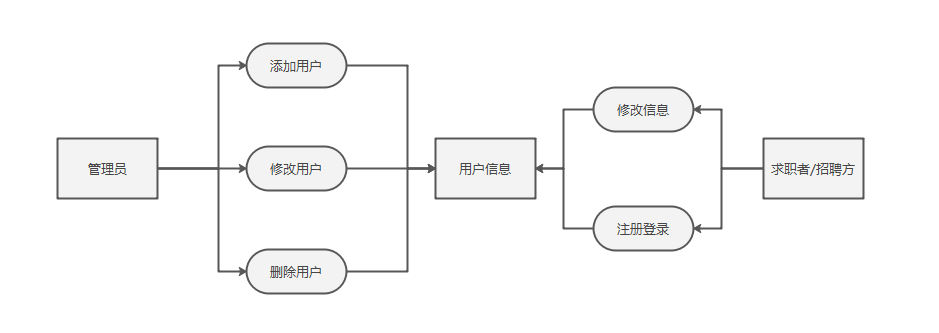 添加用户
修改信息
管理员
修改用户
用户信息
求职者/招聘方
注册登录
删除用户